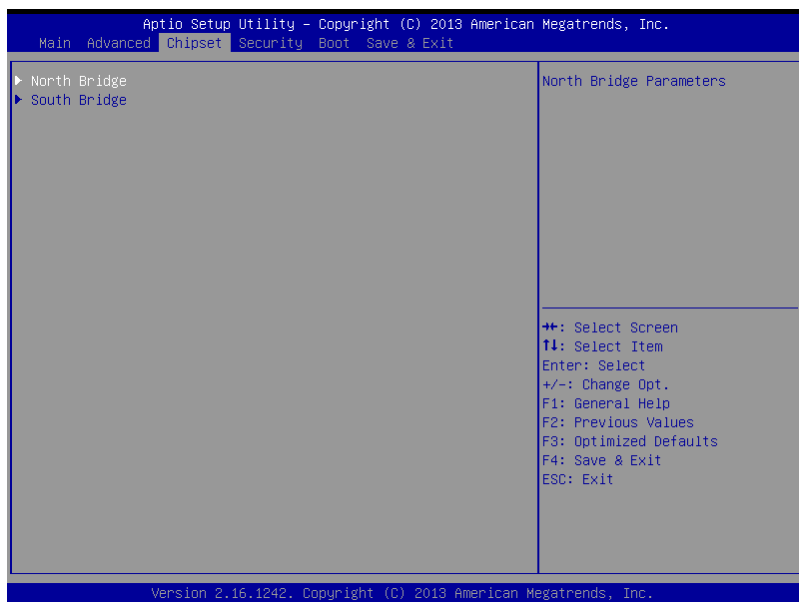 Aptio Setup Utility – Copyright (C) 2013 American Megatrends, Inc.
Main Advanced Chipset Security Boot Save & Exit
▶ North Bridge
▶ South Bridge
North Bridge Parameters
→←: Select Screen
↑↓: Select Item
Enter: Select
+/-: Change Opt.
F1: General Help
F2: Previous Values
F3: Optimized Defaults
F4: Save & Exit
ESC: Exit
Version 2.16.1242. Copyright (C) 2013 American Megatrends, Inc.